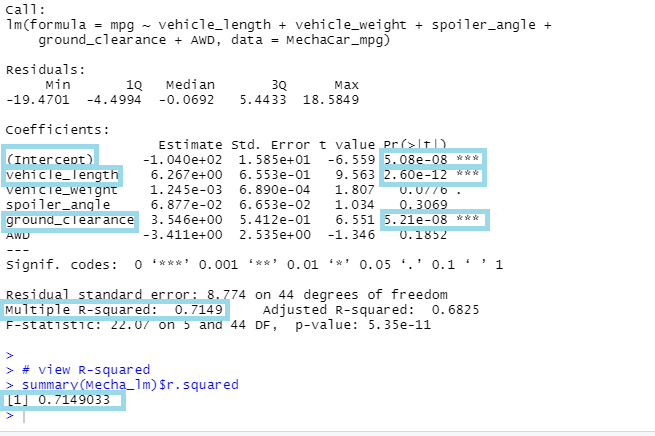 Call:
lm(formula = mpg ~ vehicle_length + vehicle_weight + spoiler_angle +
    ground_clearance + AWD, data = MechaCar_mpg)

Residuals:
     Min       1Q   Median       3Q      Max
-19.4701  -4.4994  -0.0692   5.4433  18.5849

Coefficients:
                   Estimate Std. Error t value Pr(>|t|)
(Intercept)      -1.040e+02  1.585e+01  -6.559 5.08e-08 ***
vehicle_length    6.267e+00  6.553e-01   9.563 2.60e-12 ***
vehicle_weight    1.245e-03  6.890e-04   1.807   0.0776 .
spoiler_angle     6.877e-02  6.653e-02   1.034   0.3069
ground_clearance  3.546e+00  5.412e-01   6.551 5.21e-08 ***
AWD              -3.411e+00  2.535e+00  -1.346   0.1852
---
Signif. codes:  0 ‘***’ 0.001 ‘**’ 0.01 ‘*’ 0.05 ‘.’ 0.1 ‘ ’ 1

Residual standard error: 8.774 on 44 degrees of freedom
Multiple R-squared:  0.7149    Adjusted R-squared:  0.6825
F-statistic: 22.07 on 5 and 44 DF,  p-value: 5.35e-11

>
> # view R-squared
> summary(Mecha_lm)$r.squared
[1] 0.7149033
>